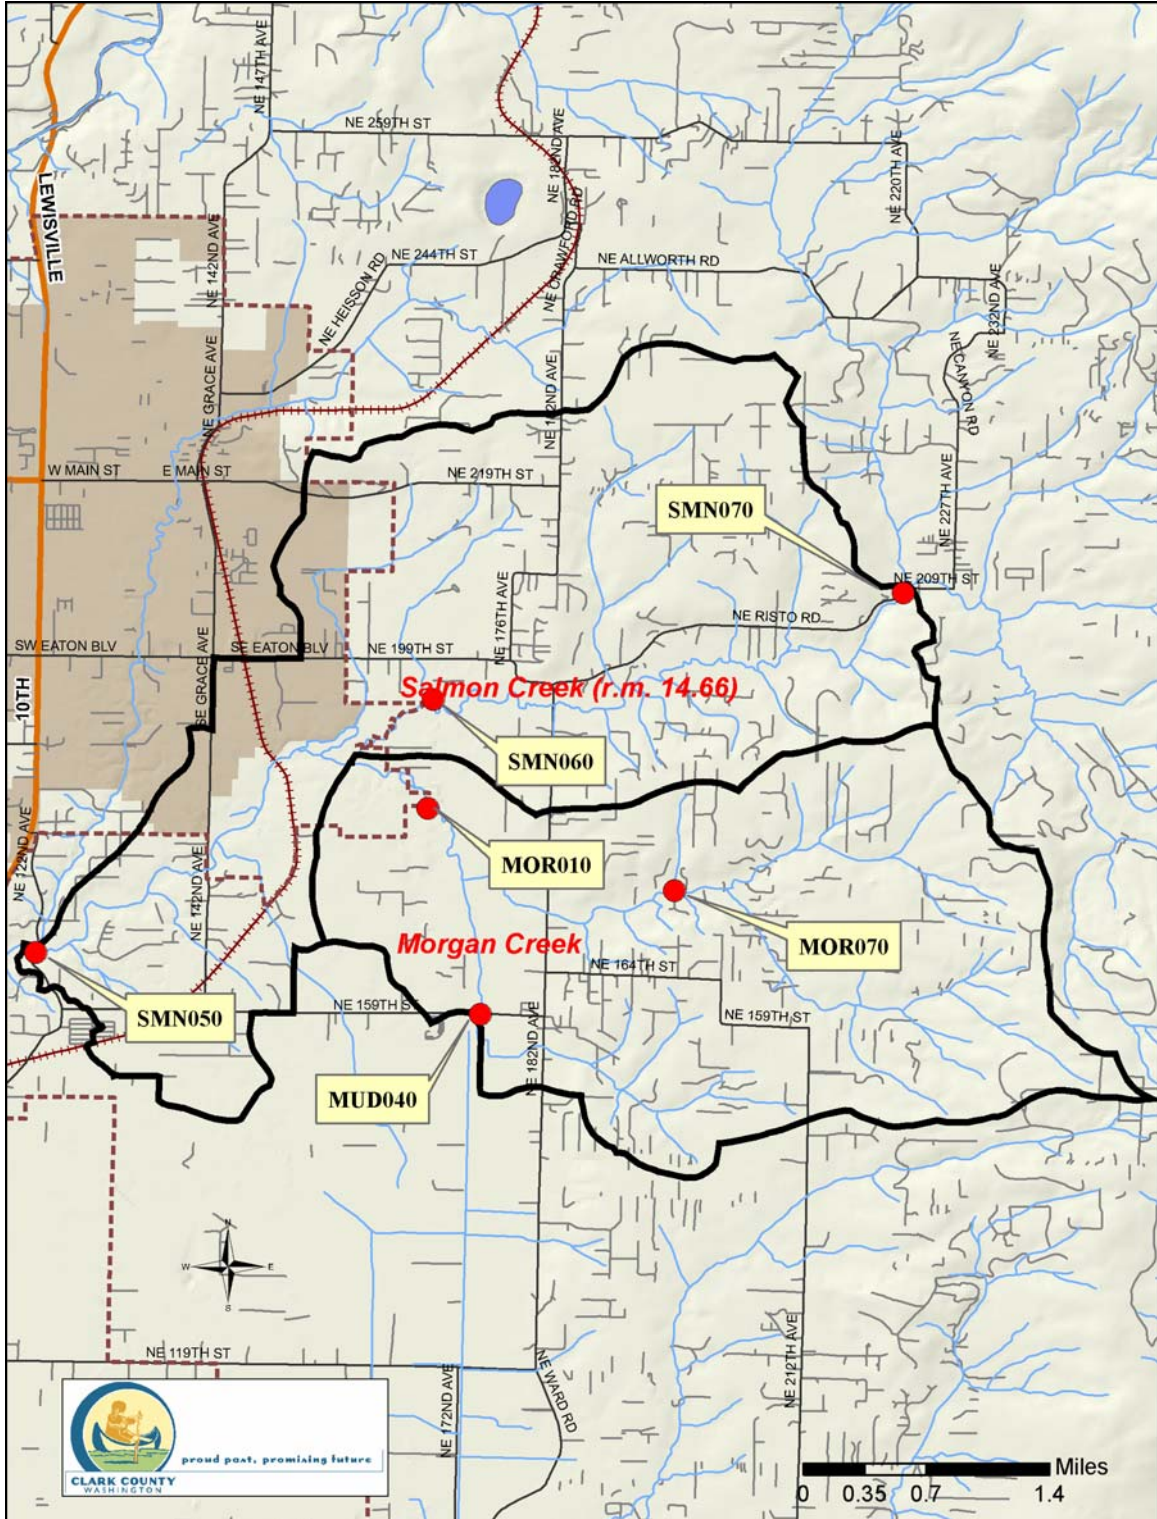 NE 147TH AVE
NE 259TH ST
NE 182ND AVE
NE 220TH AVE
LEWISVILLE
NE 142ND AVE
NE 244TH ST
NE HEISSON RD
NE CRAWFORD RD
NE ALLWORTH RD
NE 232ND AVE
NE CANYON RD
NE GRACE AVE
NE 182ND AVE
W MAIN ST
E MAIN ST
NE 219TH ST
SMN070
NE 227TH AVE
NE 209TH ST
NE 176TH AVE
NE RISTO RD
SW EATON BLV
SE EATON BLV
NE 199TH ST
10TH
SE GRACE AVE
Salmon Creek (r.m. 14.66)
SMN060
NE 122ND AVE
MOR010
NE 142ND AVE
Morgan Creek
MOR070
NE 164TH ST
SMN050
NE 159TH ST
NE 159TH ST
NE 182ND AVE
MUD040
N
W
E
S
NE 119TH ST
NE 172ND AVE
NE WARD RD
NE 212TH AVE
proud past, promising future
CLARK COUNTY
WASHINGTON
Miles
0 0.35 0.7 1.4